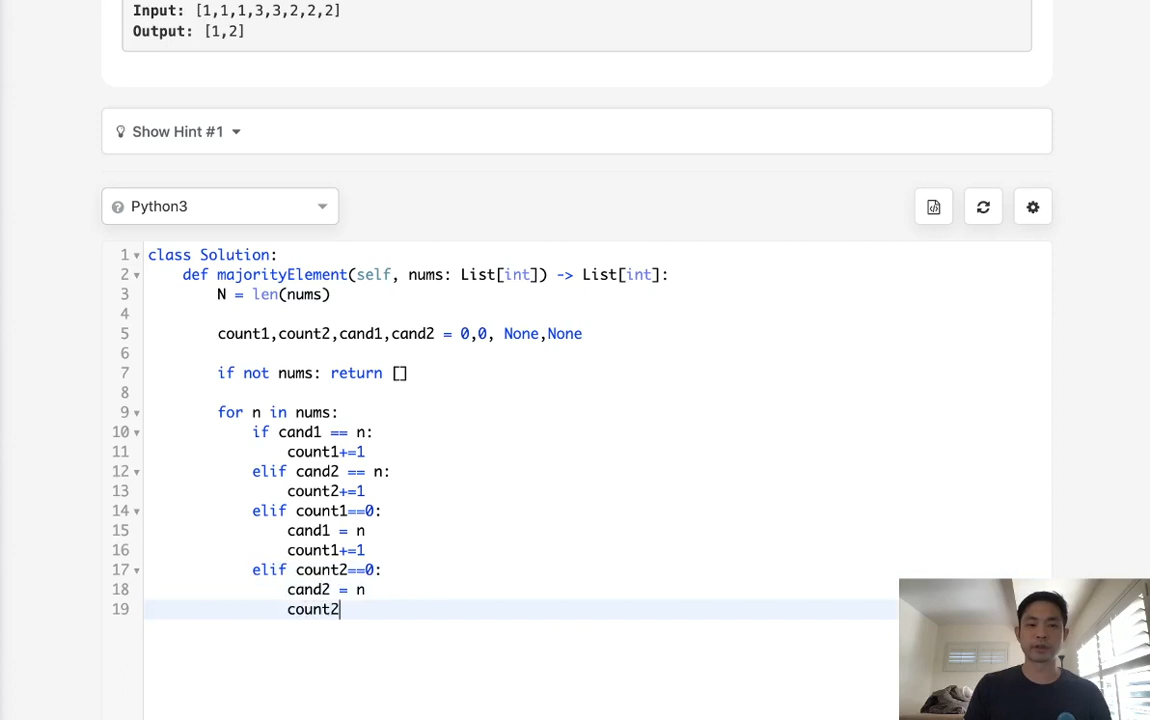 Input: [1,1,1,3,3,2,2,2]
Output: [1,2]
Show Hint #1
Python3
1 class Solution:
2 def majorityElement(self, nums: List[int]) -> List[int]:
3 N = len(nums)
4
5 count1,count2,cand1,cand2 = 0,0, None,None
6
7 if not nums: return []
8
9 for n in nums:
10 if cand1 == n:
11 count1+=1
12 elif cand2 == n:
13 count2+=1
14 elif count1==0:
15 cand1 = n
16 count1+=1
17 elif count2==0:
18 cand2 = n
19 count2